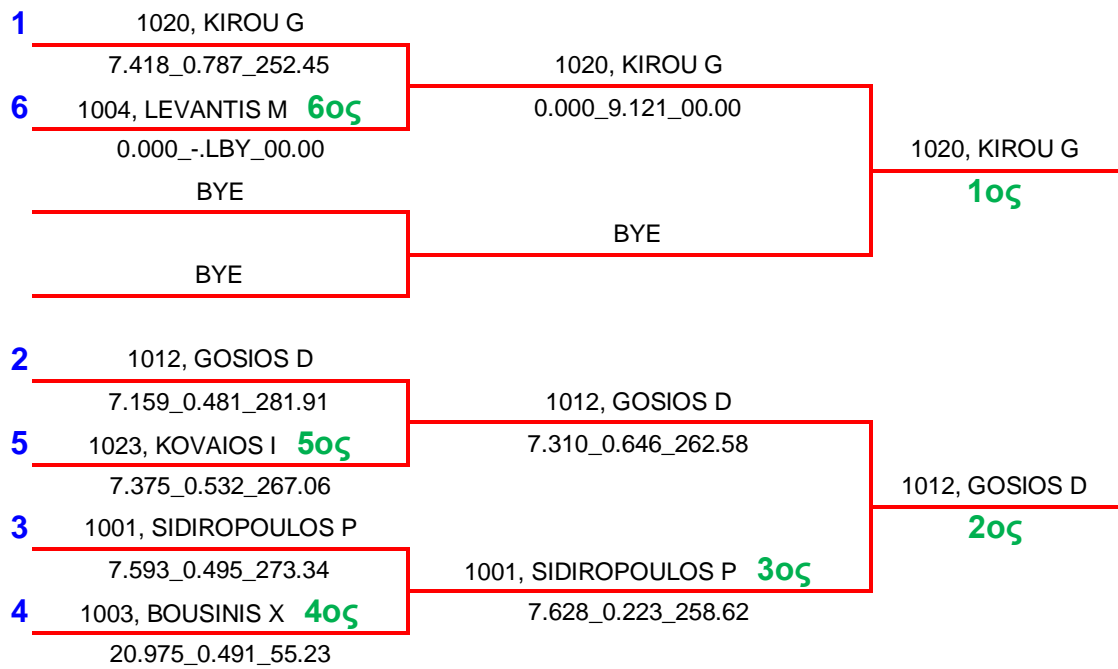 1 1020, KIROU G
7.418_0.787_252.45
6 1004, LEVANTIS M 6ος
0.000_-.LBY_00.00
BYE
BYE
1020, KIROU G
0.000_9.121_00.00
BYE
1020, KIROU G
1ος
2 1012, GOSIOS D
7.159_0.481_281.91
5 1023, KOVAIOS I 5ος
7.375_0.532_267.06
3 1001, SIDIROPOULOS P
7.593_0.495_273.34
4 1003, BOUSINIS X 4ος
20.975_0.491_55.23
1012, GOSIOS D
7.310_0.646_262.58
1001, SIDIROPOULOS P 3ος
7.628_0.223_258.62
1012, GOSIOS D
2ος